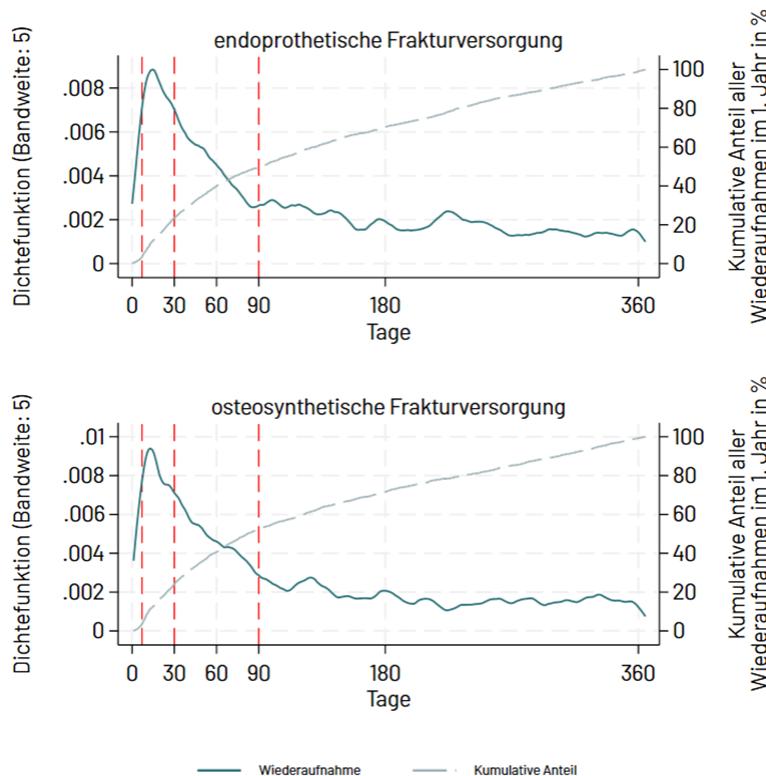 endoprothetische Frakturversorgung
Dichtefunktion (Bandweite: 5)
.008
.006
.004
.002
0
100
80
60
40
20
0
Kumulative Anteil aller
Wiederaufnahmen im 1. Jahr in %
0 30 60 90 180 360
Tage
osteosynthetische Frakturversorgung
Dichtefunktion (Bandweite: 5)
.01
.008
.006
.004
.002
0
100
80
60
40
20
0
Kumulative Anteil aller
Wiederaufnahmen im 1. Jahr in %
0 30 60 90 180 360
Tage
Wiederaufnahme Kumulative Anteil